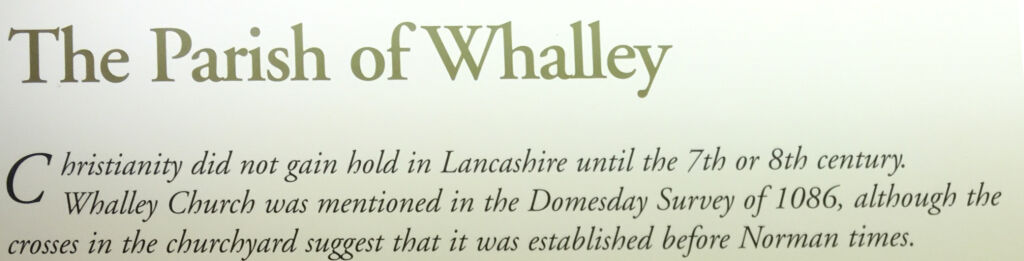 The Parish of Whalley
Christianity did not gain hold in Lancashire until the 7th or 8th century.
Whalley Church was mentioned in the Domesday Survey of 1086, although the
crosses in the churchyard suggest that it was established before Norman times.